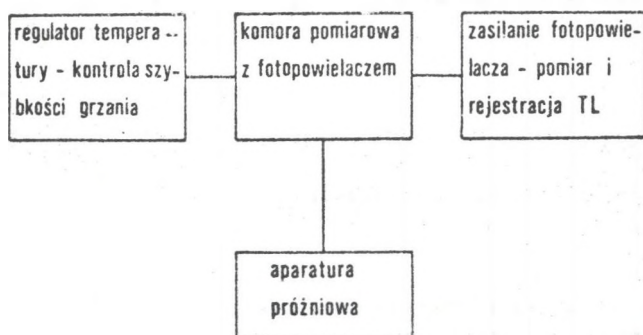 regulator tempera-
tury - kontrola szy-
bkości grzania
komora pomiarowa
z fotopowielaczem
zasilanie fotopowie-
lacza - pomiar i
rejestracja TL
aparatura
próżniowa